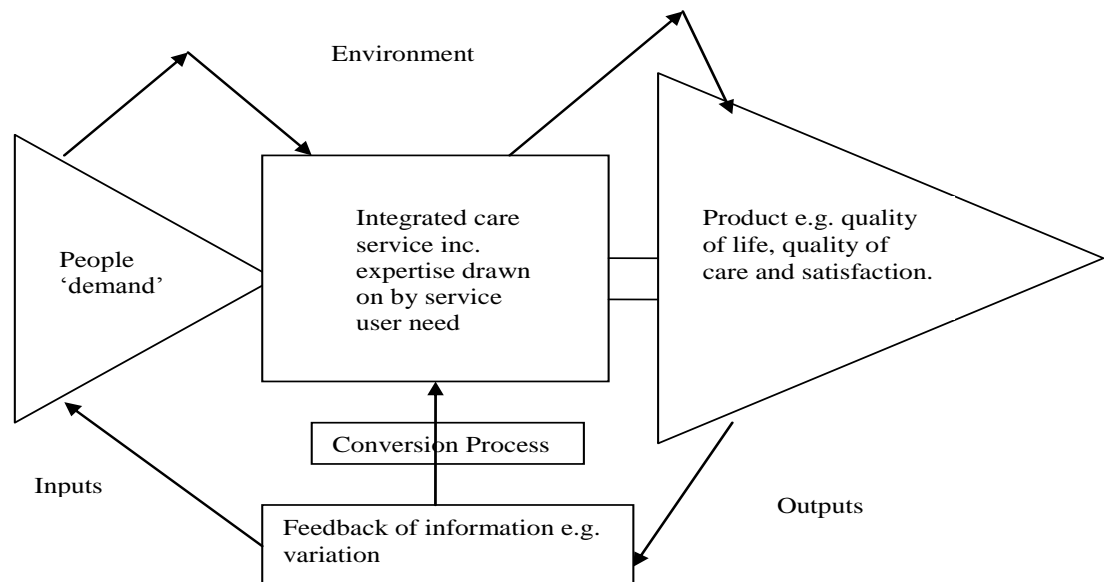 Environment
People
‘demand’
Integrated care
service inc.
expertise drawn
on by service
user need
Product e.g. quality
of life, quality of
care and satisfaction.
Conversion Process
Inputs
Outputs
Feedback of information e.g.
variation